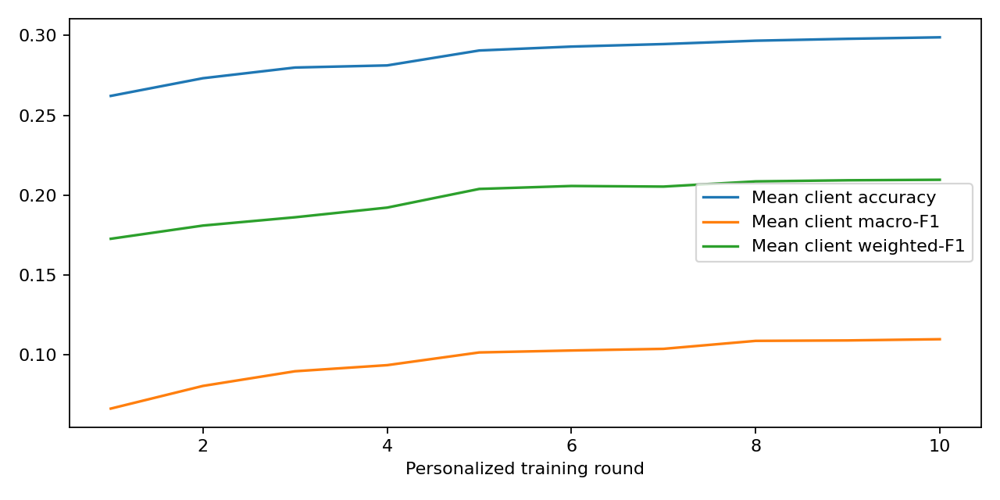 0.30
0.25
0.20
0.15
0.10
Mean client accuracy
Mean client macro-F1
Mean client weighted-F1
2 4 6 8 10
Personalized training round